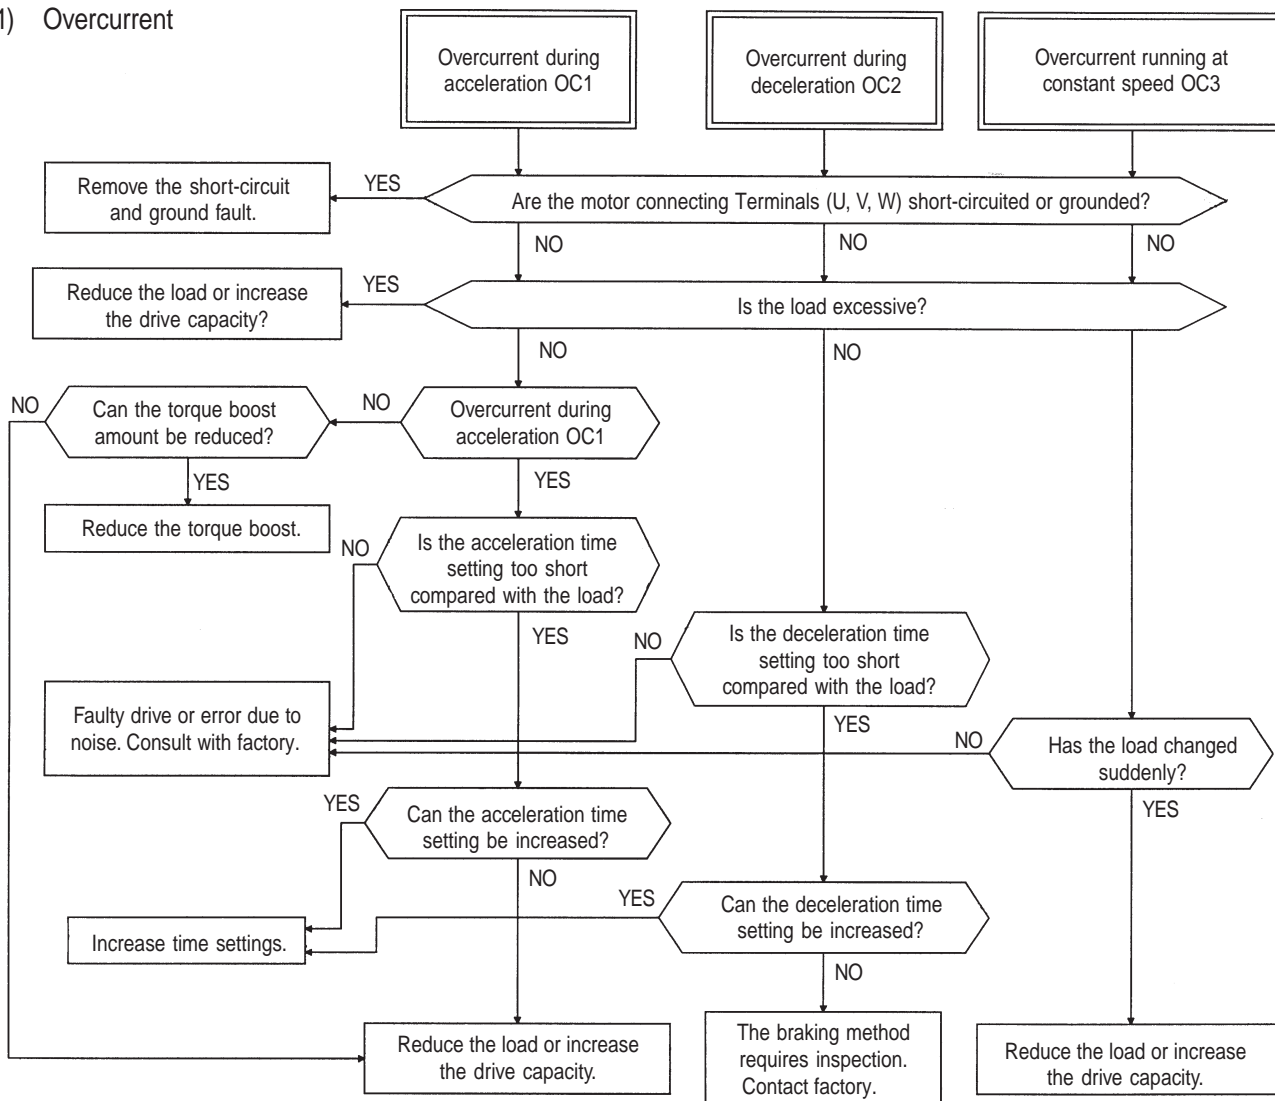 1) Overcurrent
Overcurrent during
acceleration OC1
Overcurrent during
deceleration OC2
Overcurrent running at
constant speed OC3
Remove the short-circuit
and ground fault.
YES
Are the motor connecting Terminals (U, V, W) short-circuited or grounded?
NO
NO
NO
Reduce the load or increase
the drive capacity?
YES
Is the load excessive?
NO
NO
NO
Can the torque boost
amount be reduced?
NO
Overcurrent during
acceleration OC1
YES
YES
Reduce the torque boost.
NO
Is the acceleration time
setting too short
compared with the load?
YES
NO
Is the deceleration time
setting too short
compared with the load?
YES
Faulty drive or error due to
noise. Consult with factory.
NO
Has the load changed
suddenly?
YES
YES
Can the acceleration time
setting be increased?
NO
YES
Can the deceleration time
setting be increased?
NO
Increase time settings.
Reduce the load or increase
the drive capacity.
The braking method
requires inspection.
Contact factory.
Reduce the load or increase
the drive capacity.